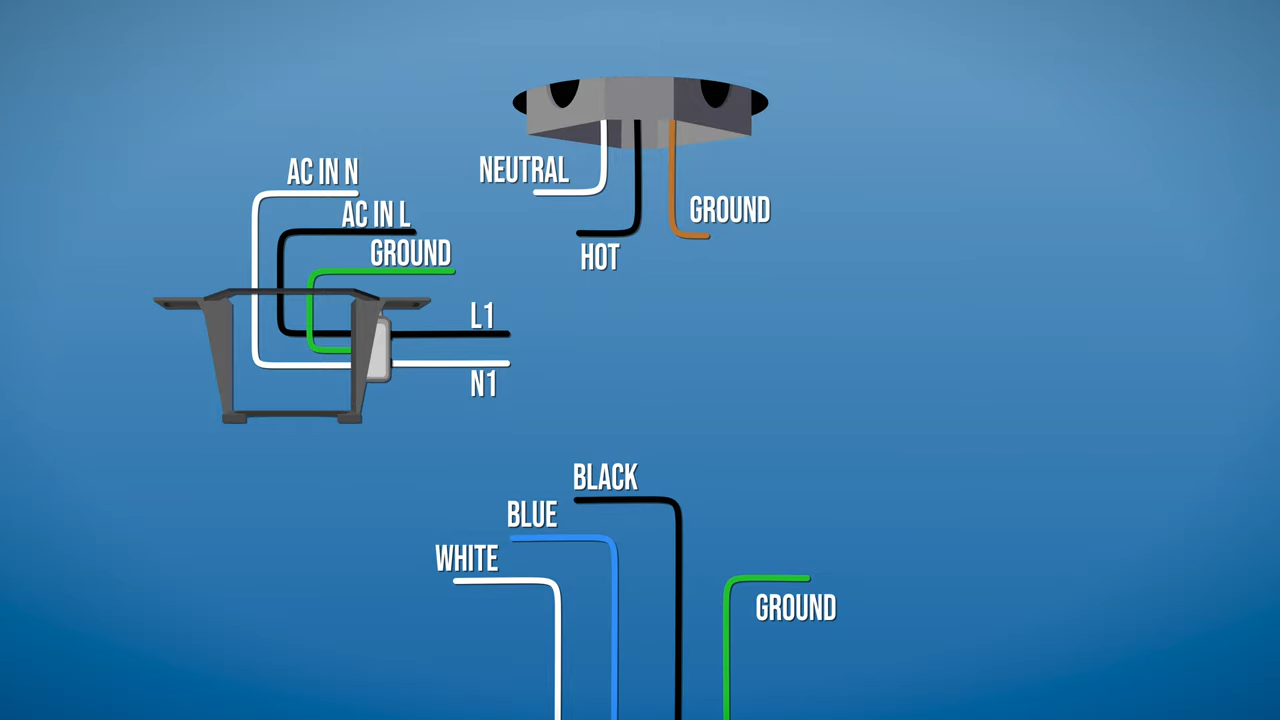 AC IN N
NEUTRAL
AC IN L
GROUND
GROUND
HOT
L1
N1
BLACK
BLUE
WHITE
GROUND